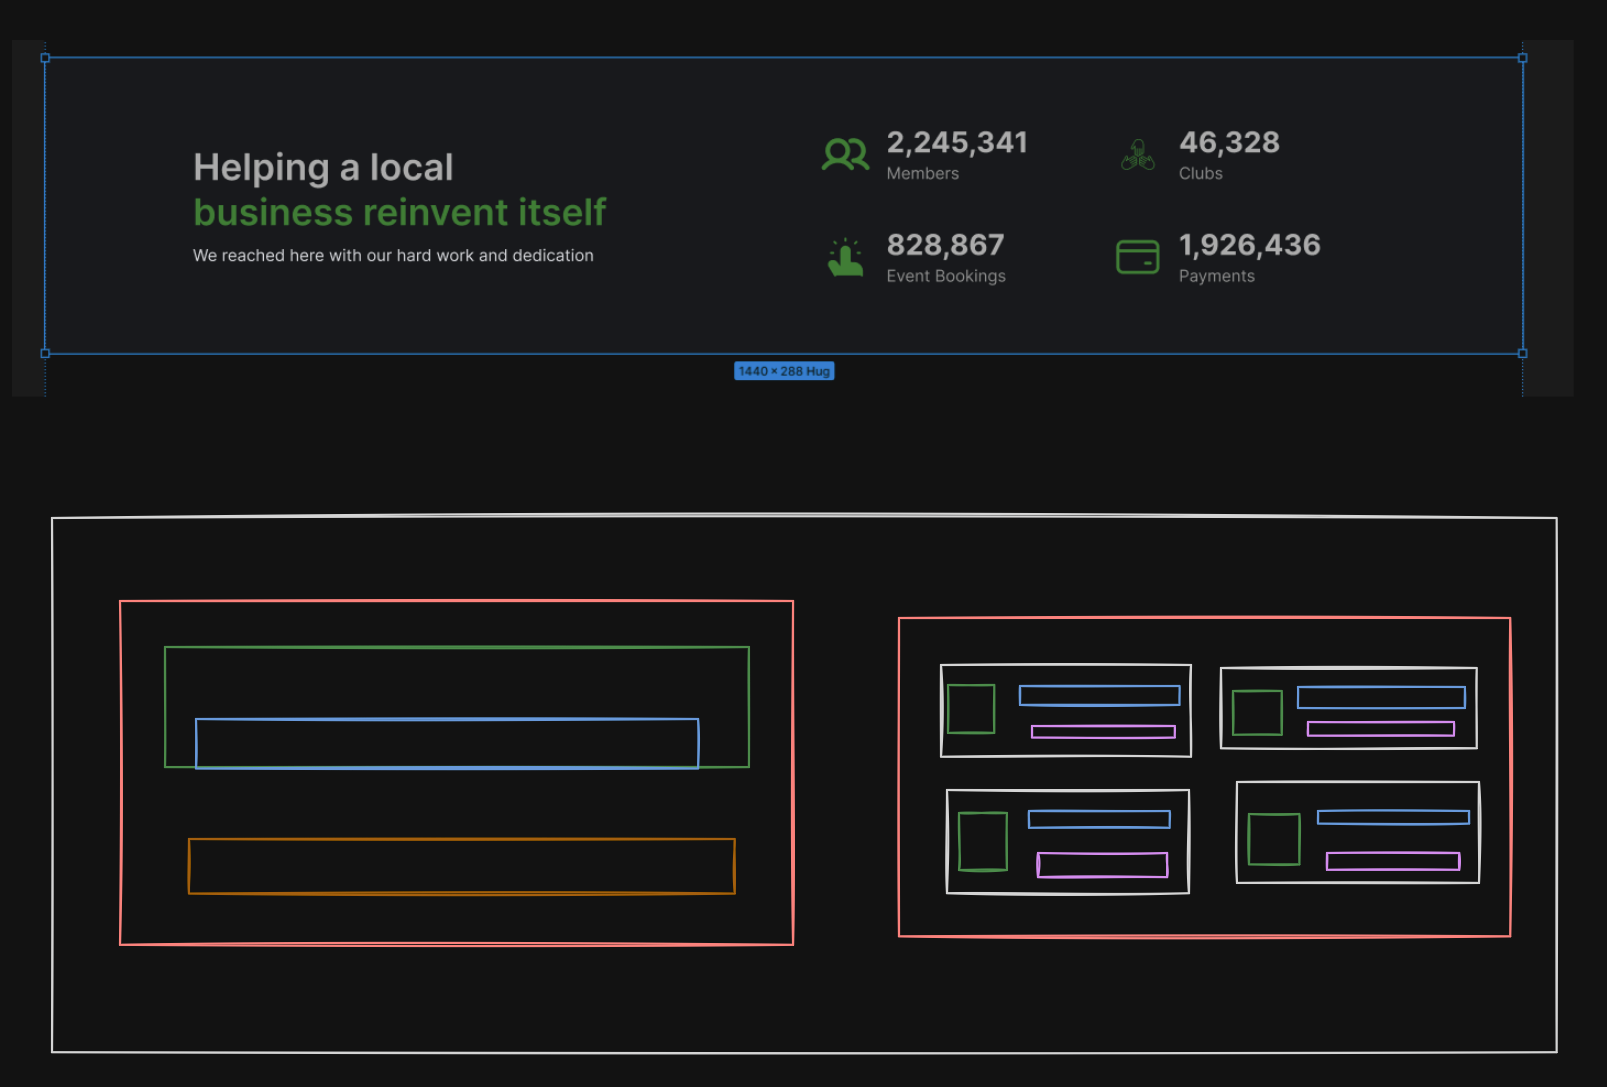 Helping a local
business reinvent itself
We reached here with our hard work and dedication
2,245,341
Members
46,328
Clubs
828,867
Event Bookings
1,926,436
Payments
1440 × 288 Hug